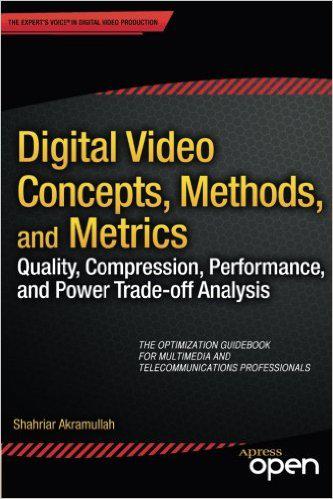 THE EXPERT'S VOICE® IN DIGITAL VIDEO PRODUCTION
Digital Video
Concepts, Methods,
and Metrics
Quality, Compression, Performance,
and Power Trade-off Analysis
THE OPTIMIZATION GUIDEBOOK
FOR MULTIMEDIA AND
TELECOMMUNICATIONS PROFESSIONALS
Shahriar Akramullah
Apress
open